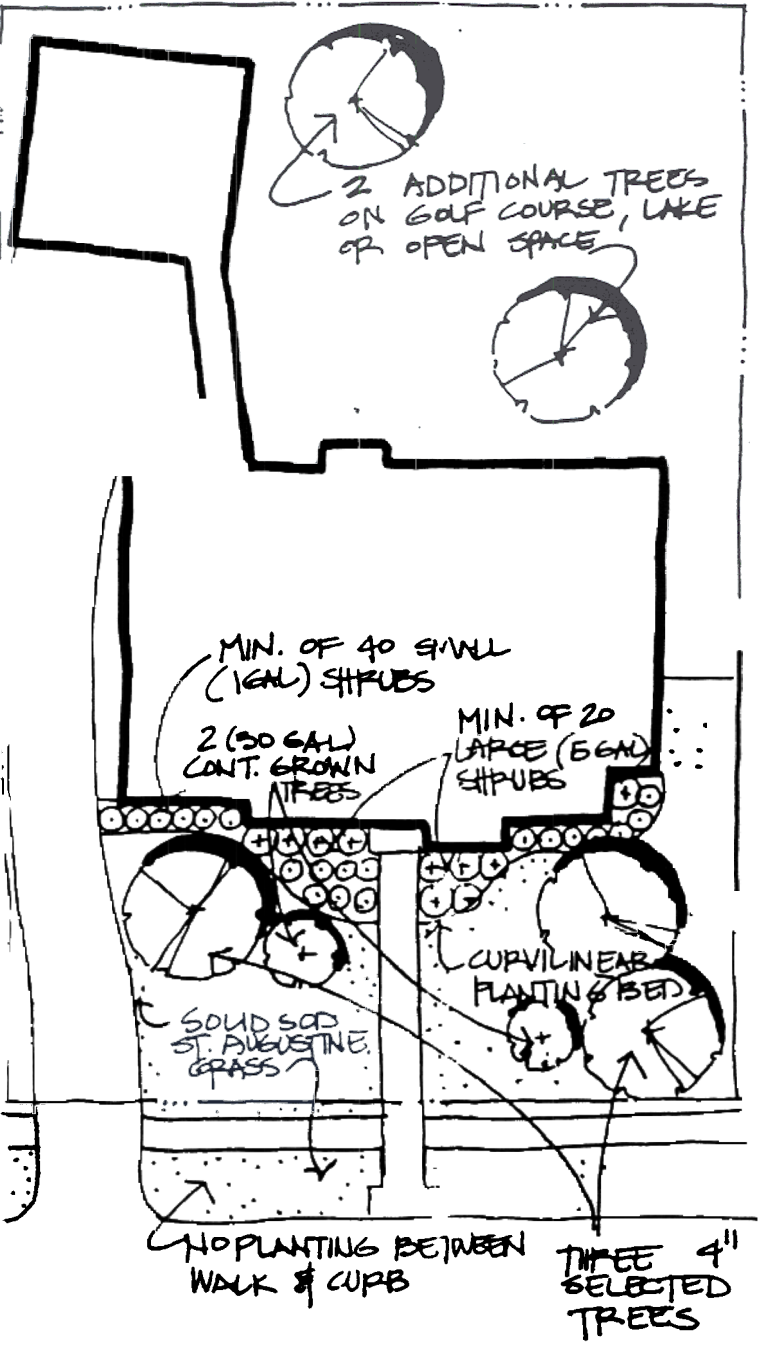 2 ADDITIONAL TREES
ON GOLF COURSE, LAKE
OR OPEN SPACE
MIN. OF 40 SMALL
(1GAL) SHRUBS
2 (30 GAL)
CONT. GROWN
TREES
MIN. OF 20
LARGE (5 GAL)
SHRUBS
CURVILINEAR
PLANTING BED
SOLID SOD
ST. AUGUSTINE
GRASS
NO PLANTING BETWEEN
WALK & CURB
THREE 4"
SELECTED
TREES